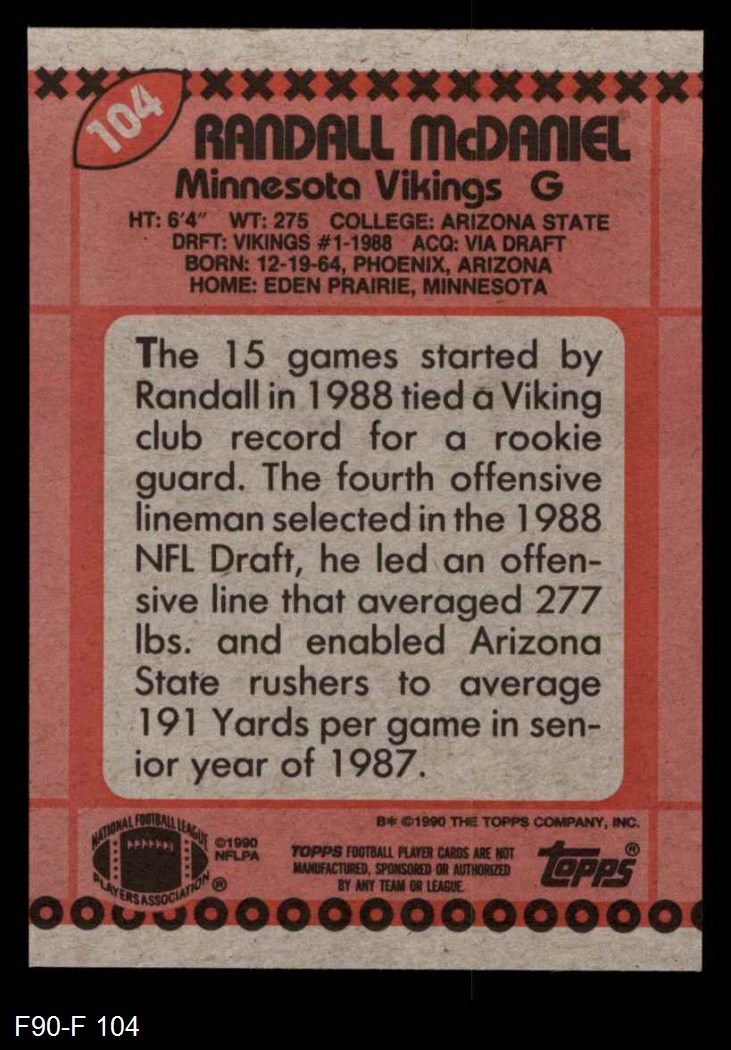 104
RANDALL McDANIEL
Minnesota Vikings G
HT: 6'4" WT: 275 COLLEGE: ARIZONA STATE
DRFT: VIKINGS #1-1988 ACQ: VIA DRAFT
BORN: 12-19-64, PHOENIX, ARIZONA
HOME: EDEN PRAIRIE, MINNESOTA
The 15 games started by
Randall in 1988 tied a Viking
club record for a rookie
guard. The fourth offensive
lineman selected in the 1988
NFL Draft, he led an offen-
sive line that averaged 277
lbs. and enabled Arizona
State rushers to average
191 Yards per game in sen-
ior year of 1987.
B* ©1990 THE TOPPS COMPANY, INC.
NATIONAL FOOTBALL LEAGUE
PLAYERS ASSOCIATION ®
©1990
NFLPA
TOPPS FOOTBALL PLAYER CARDS ARE NOT
MANUFACTURED, SPONSORED OR AUTHORIZED
BY ANY TEAM OR LEAGUE.
topps®
F90-F 104